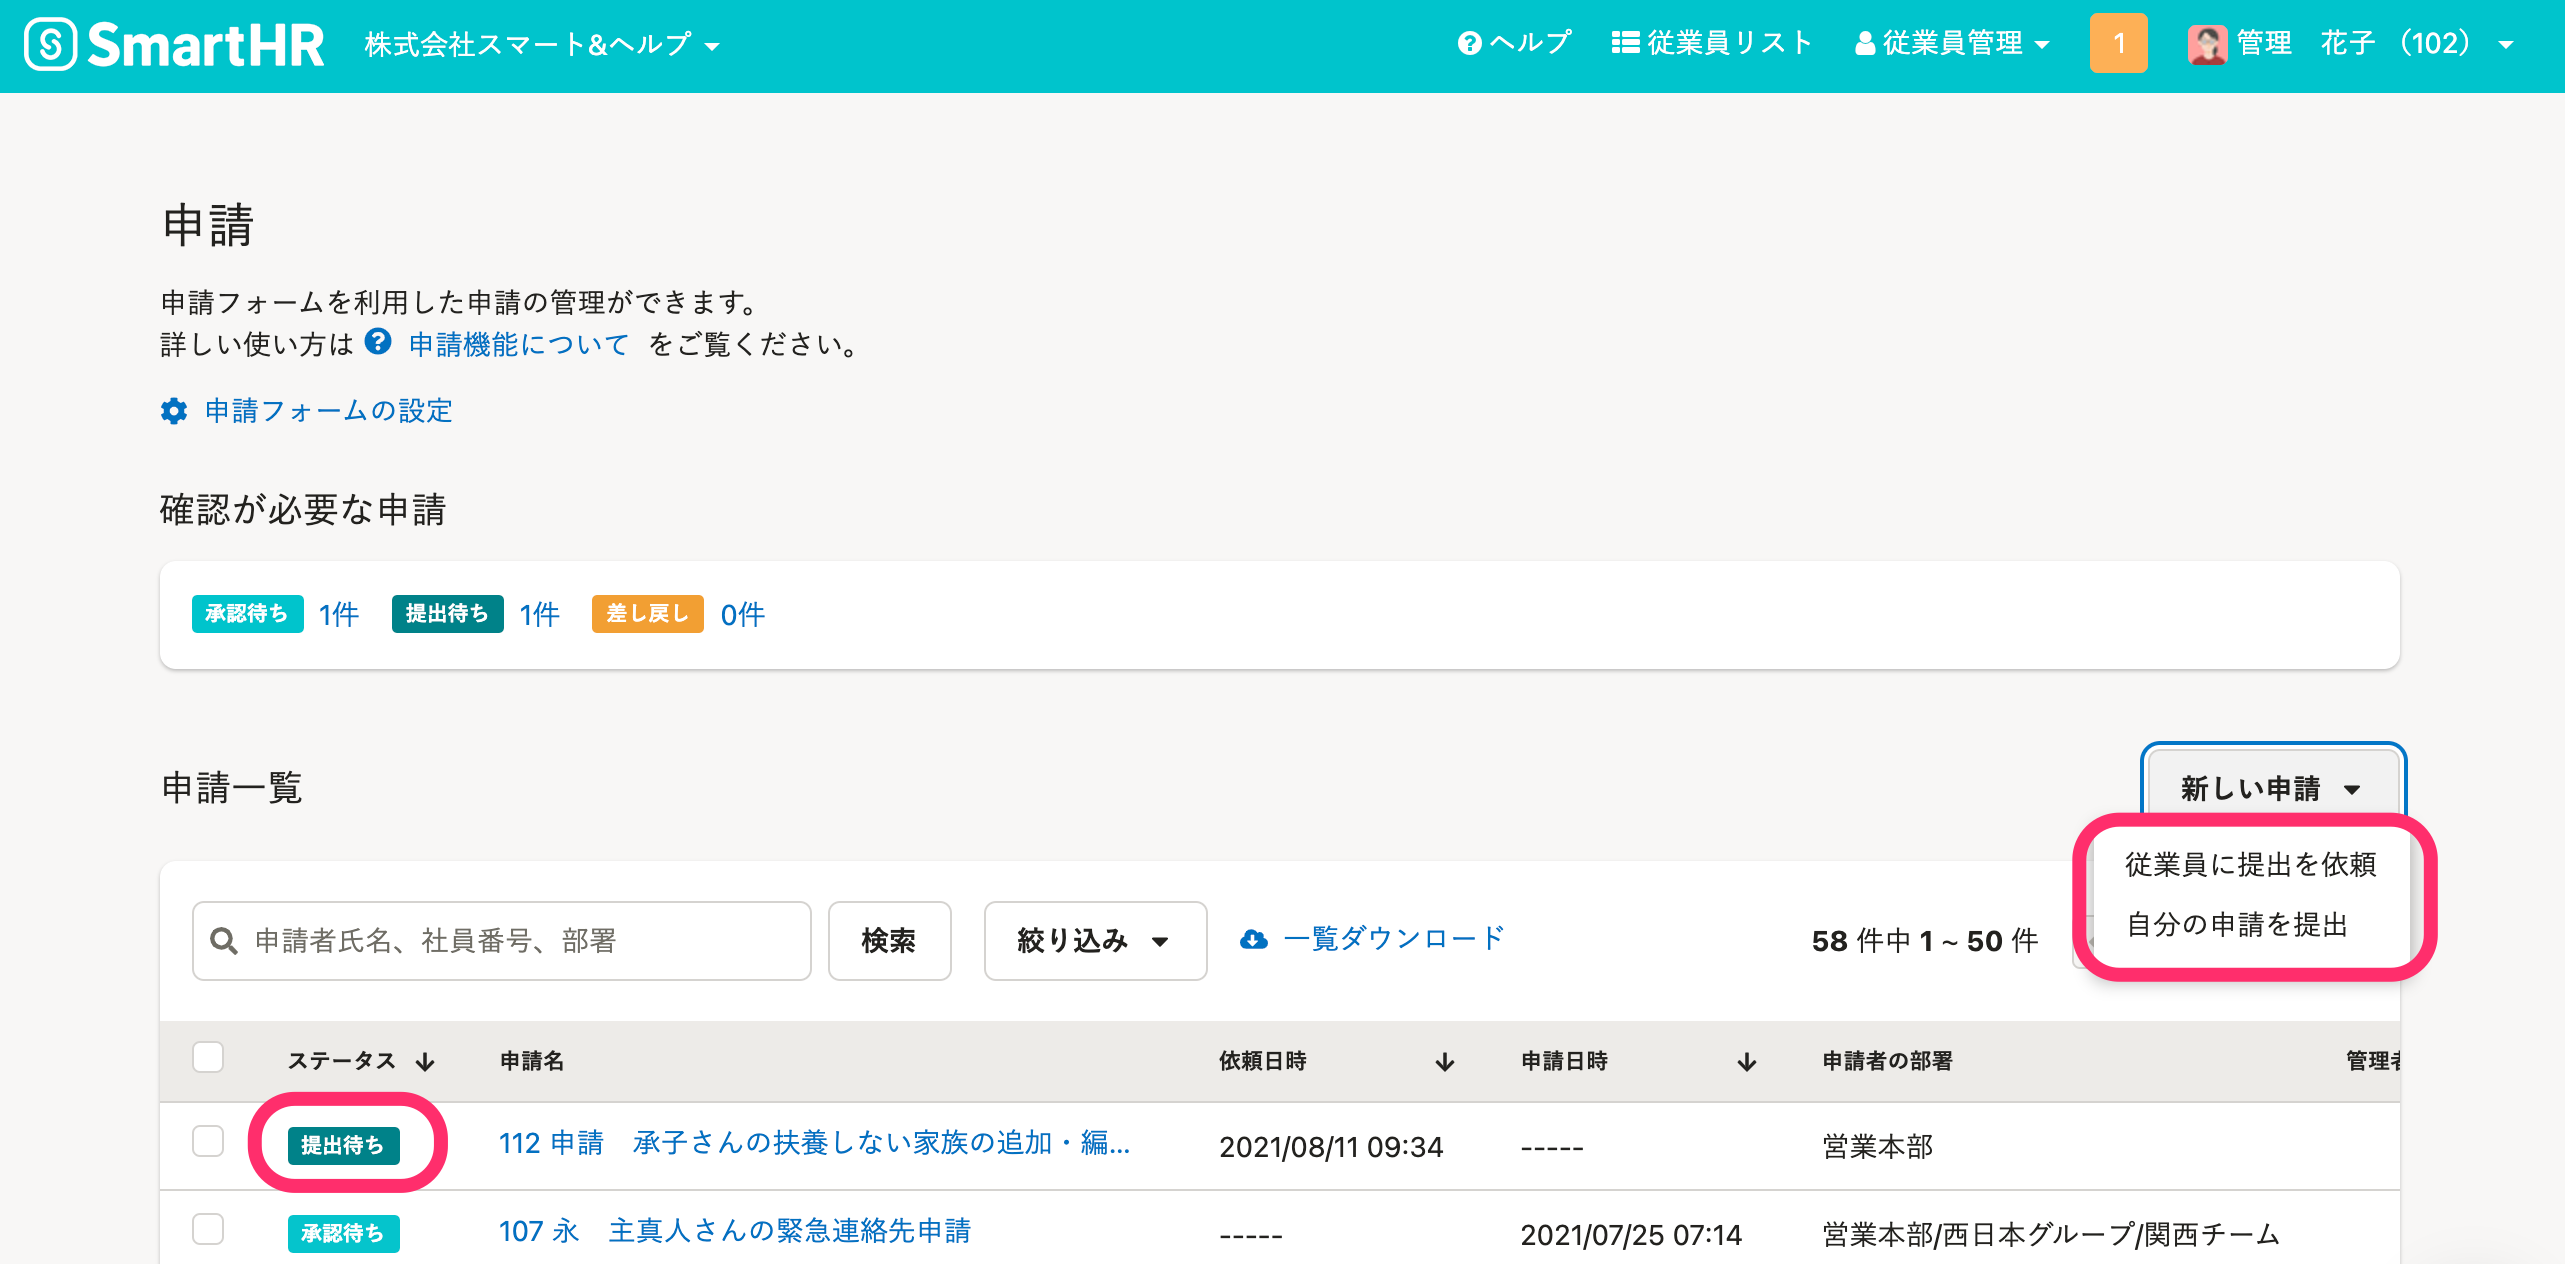 SmartHR 株式会社スマート&ヘルプ ヘルプ 従業員リスト 従業員管理 1 管理 花子 （102）
申請
申請フォームを利用した申請の管理ができます。
詳しい使い方は 申請機能について をご覧ください。
申請フォームの設定
確認が必要な申請
承認待ち 1件 提出待ち 1件 差し戻し 0件
申請一覧 新しい申請
従業員に提出を依頼
自分の申請を提出
申請者氏名、社員番号、部署 検索 絞り込み 一覧ダウンロード 58 件中 1 ~ 50 件
ステータス 申請名 依頼日時 申請日時 申請者の部署 管理者
提出待ち 112 申請 承子さんの扶養しない家族の追加・編... 2021/08/11 09:34 ----- 営業本部
承認待ち 107 永 主真人さんの緊急連絡先申請 ----- 2021/07/25 07:14 営業本部/西日本グループ/関西チーム